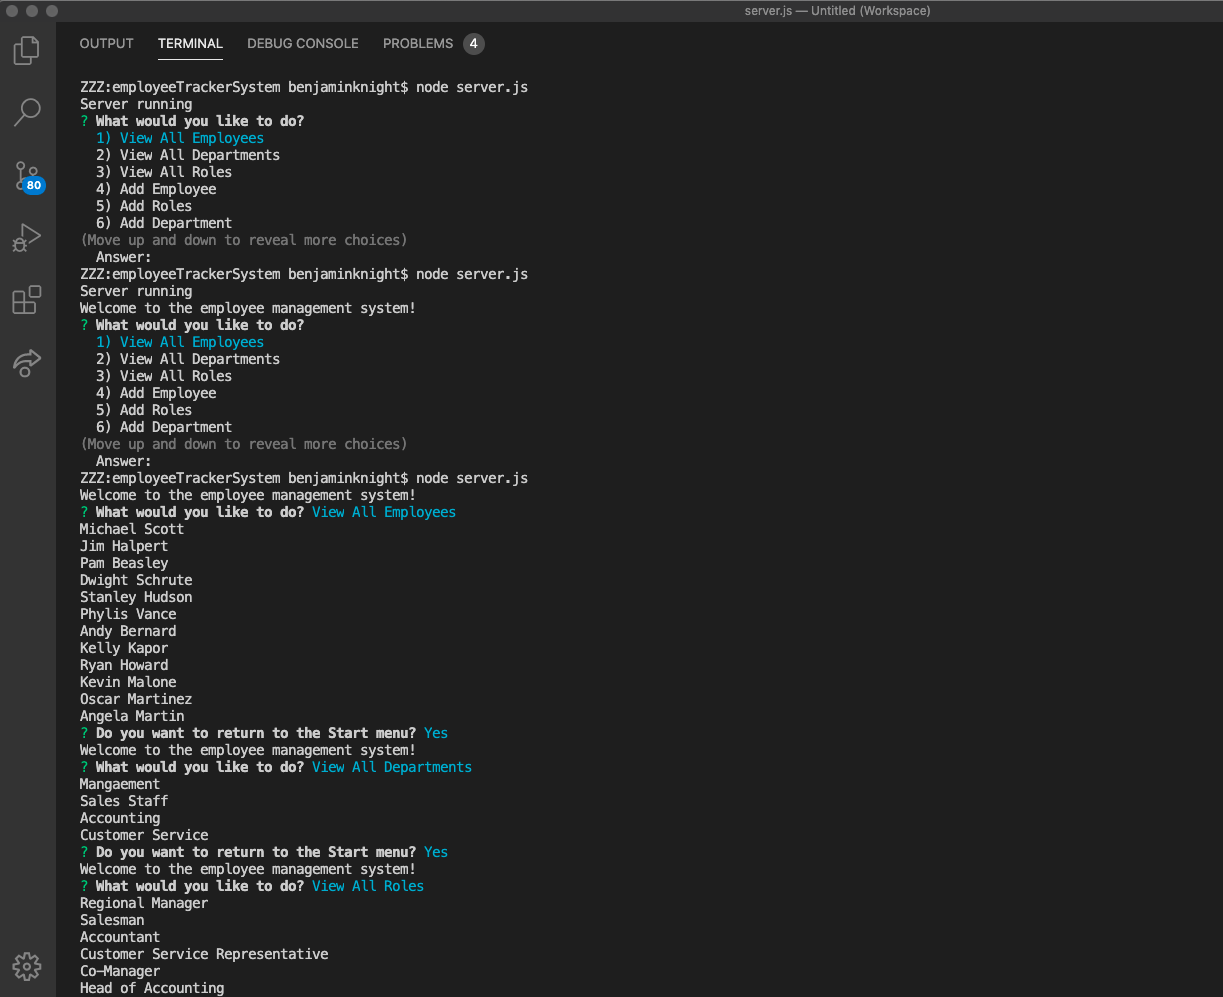 server.js — Untitled (Workspace)
OUTPUT TERMINAL DEBUG CONSOLE PROBLEMS 4
80
ZZZ:employeeTrackerSystem benjaminknight$ node server.js
Server running
? What would you like to do?
1) View All Employees
2) View All Departments
3) View All Roles
4) Add Employee
5) Add Roles
6) Add Department
(Move up and down to reveal more choices)
Answer:
ZZZ:employeeTrackerSystem benjaminknight$ node server.js
Server running
Welcome to the employee management system!
? What would you like to do?
1) View All Employees
2) View All Departments
3) View All Roles
4) Add Employee
5) Add Roles
6) Add Department
(Move up and down to reveal more choices)
Answer:
ZZZ:employeeTrackerSystem benjaminknight$ node server.js
Welcome to the employee management system!
? What would you like to do? View All Employees
Michael Scott
Jim Halpert
Pam Beasley
Dwight Schrute
Stanley Hudson
Phylis Vance
Andy Bernard
Kelly Kapor
Ryan Howard
Kevin Malone
Oscar Martinez
Angela Martin
? Do you want to return to the Start menu? Yes
Welcome to the employee management system!
? What would you like to do? View All Departments
Mangaement
Sales Staff
Accounting
Customer Service
? Do you want to return to the Start menu? Yes
Welcome to the employee management system!
? What would you like to do? View All Roles
Regional Manager
Salesman
Accountant
Customer Service Representative
Co-Manager
Head of Accounting